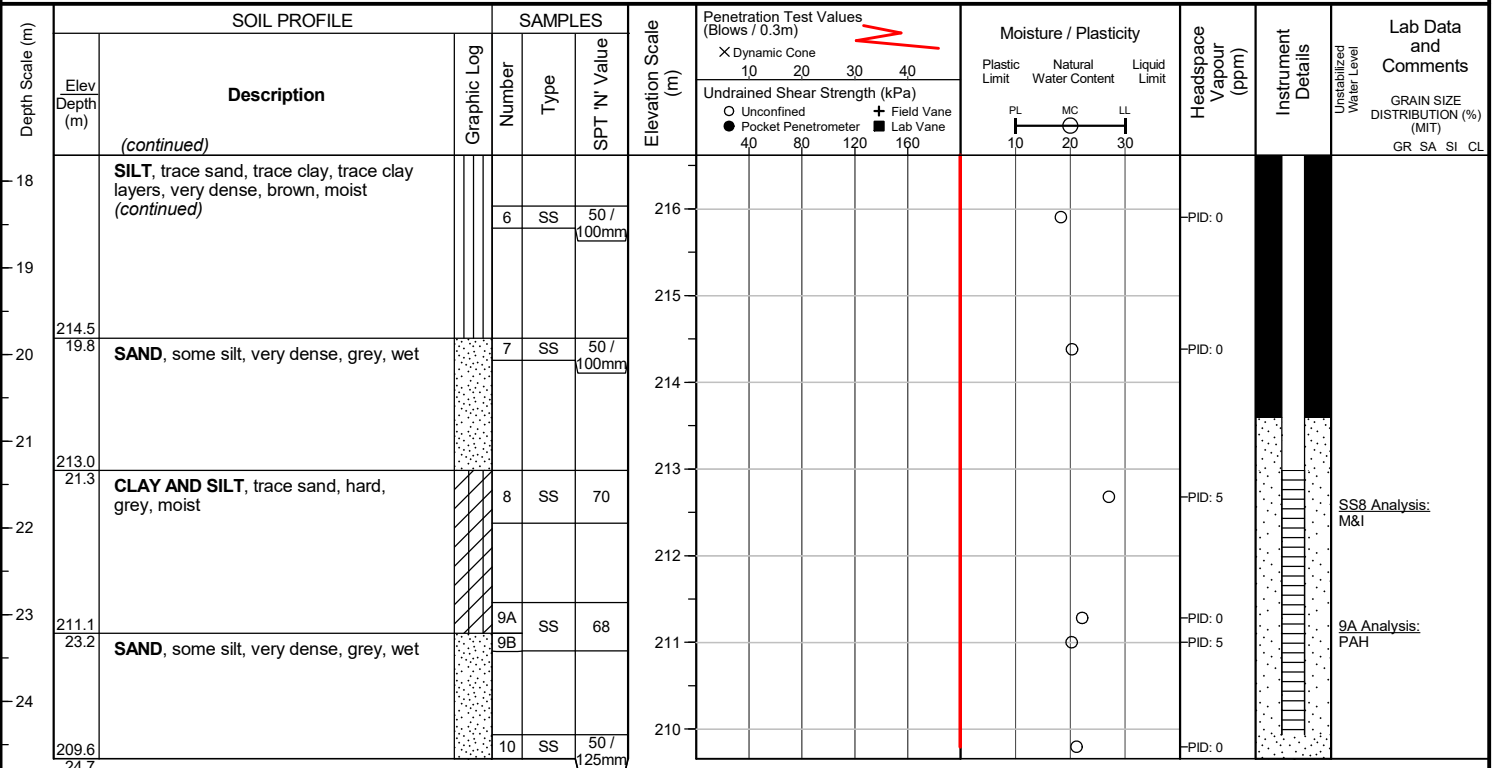 SOIL PROFILE
SAMPLES
Depth Scale (m)
Elev
Depth
(m)
Description
(continued)
Graphic Log
Number
Type
SPT 'N' Value
Elevation Scale
(m)
Penetration Test Values
(Blows / 0.3m)
× Dynamic Cone
10 20 30 40
Undrained Shear Strength (kPa)
Unconfined + Field Vane
Pocket Penetrometer Lab Vane
40 80 120 160
Moisture / Plasticity
Plastic Natural Liquid
Limit Water Content Limit
PL MC LL
10 20 30
Headspace
Vapour
(ppm)
Instrument
Details
Unstabilized
Water Level
Lab Data
and
Comments
GRAIN SIZE
DISTRIBUTION (%)
(MIT)
GR SA SI CL
18
SILT, trace sand, trace clay, trace clay
layers, very dense, brown, moist
(continued)
6 SS 50 /
100mm
216
PID: 0
19
215
214.5
19.8
20
SAND, some silt, very dense, grey, wet
7 SS 50 /
100mm
PID: 0
214
21
213.0
21.3
213
CLAY AND SILT, trace sand, hard,
grey, moist
8 SS 70
PID: 5
SS8 Analysis:
M&I
22
212
23
9A
SS 68
9B
PID: 0
PID: 5
9A Analysis:
PAH
211.1
23.2
211
SAND, some silt, very dense, grey, wet
24
210
209.6
24.7
10 SS 50 /
125mm
PID: 0